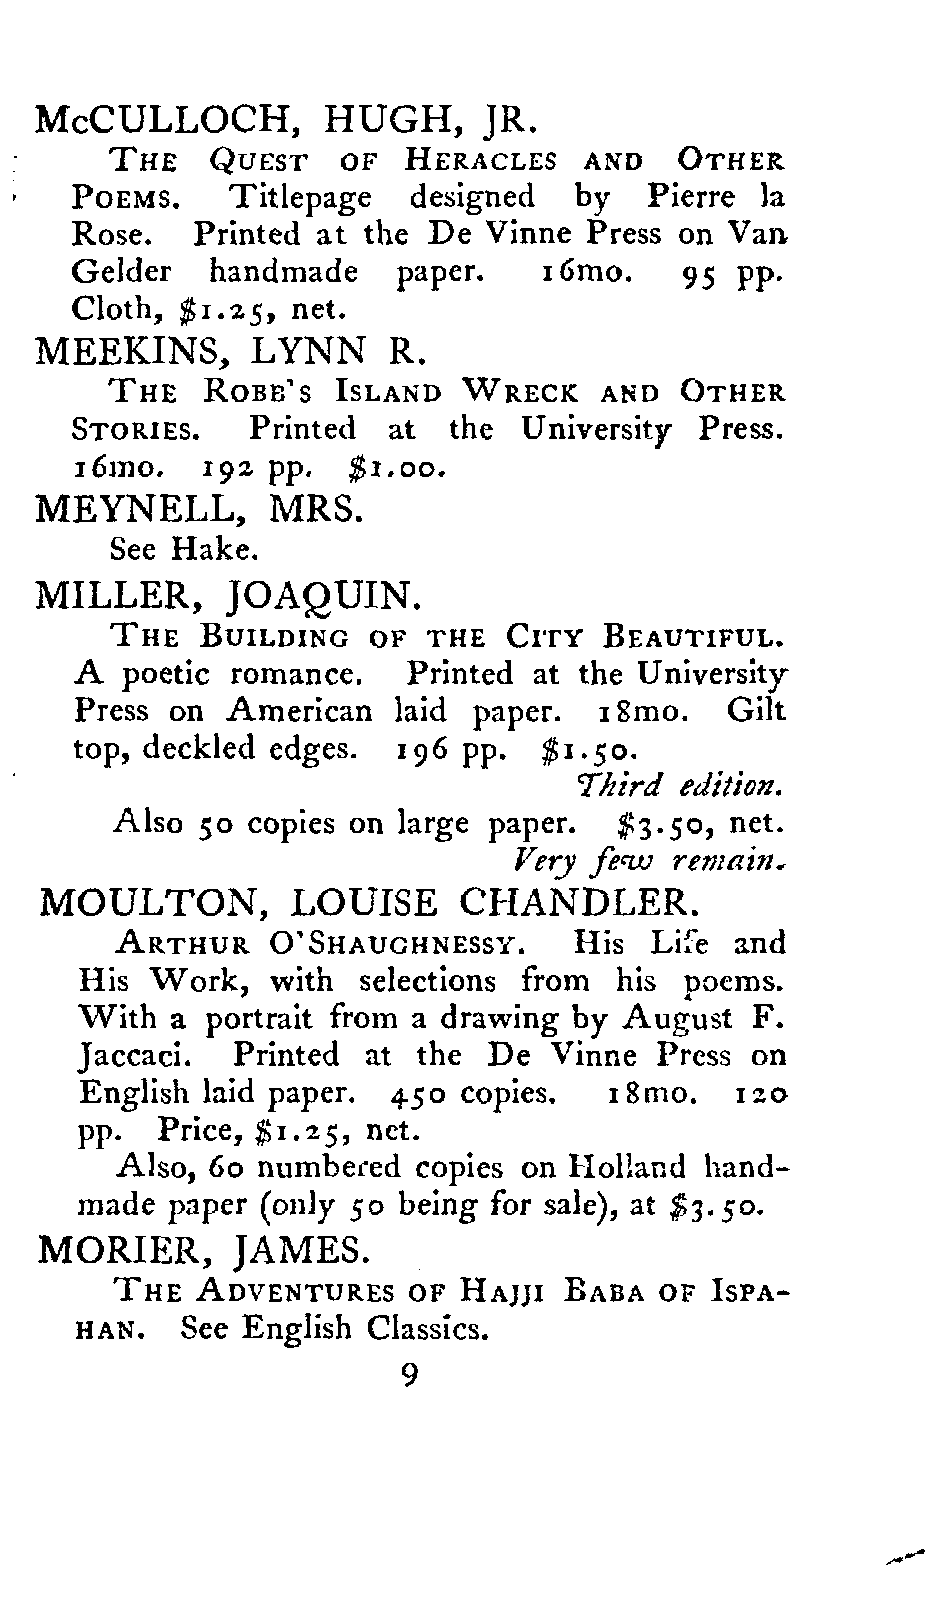 McCULLOCH, HUGH, JR.
The Quest of Heracles and Other
Poems. Titlepage designed by Pierre la
Rose. Printed at the De Vinne Press on Van
Gelder handmade paper. 16mo. 95 pp.
Cloth, $1.25, net.
MEEKINS, LYNN R.
The Robb's Island Wreck and Other
Stories. Printed at the University Press.
16mo. 192 pp. $1.00.
MEYNELL, MRS.
See Hake.
MILLER, JOAQUIN.
The Building of the City Beautiful.
A poetic romance. Printed at the University
Press on American laid paper. 18mo. Gilt
top, deckled edges. 196 pp. $1.50.
Third edition.
Also 50 copies on large paper. $3.50, net.
Very few remain.
MOULTON, LOUISE CHANDLER.
Arthur O'Shaughnessy. His Life and
His Work, with selections from his poems.
With a portrait from a drawing by August F.
Jaccaci. Printed at the De Vinne Press on
English laid paper. 450 copies. 18mo. 120
pp. Price, $1.25, net.
Also, 60 numbered copies on Holland hand-
made paper (only 50 being for sale), at $3.50.
MORIER, JAMES.
The Adventures of Hajji Baba of Ispa-
han. See English Classics.
9